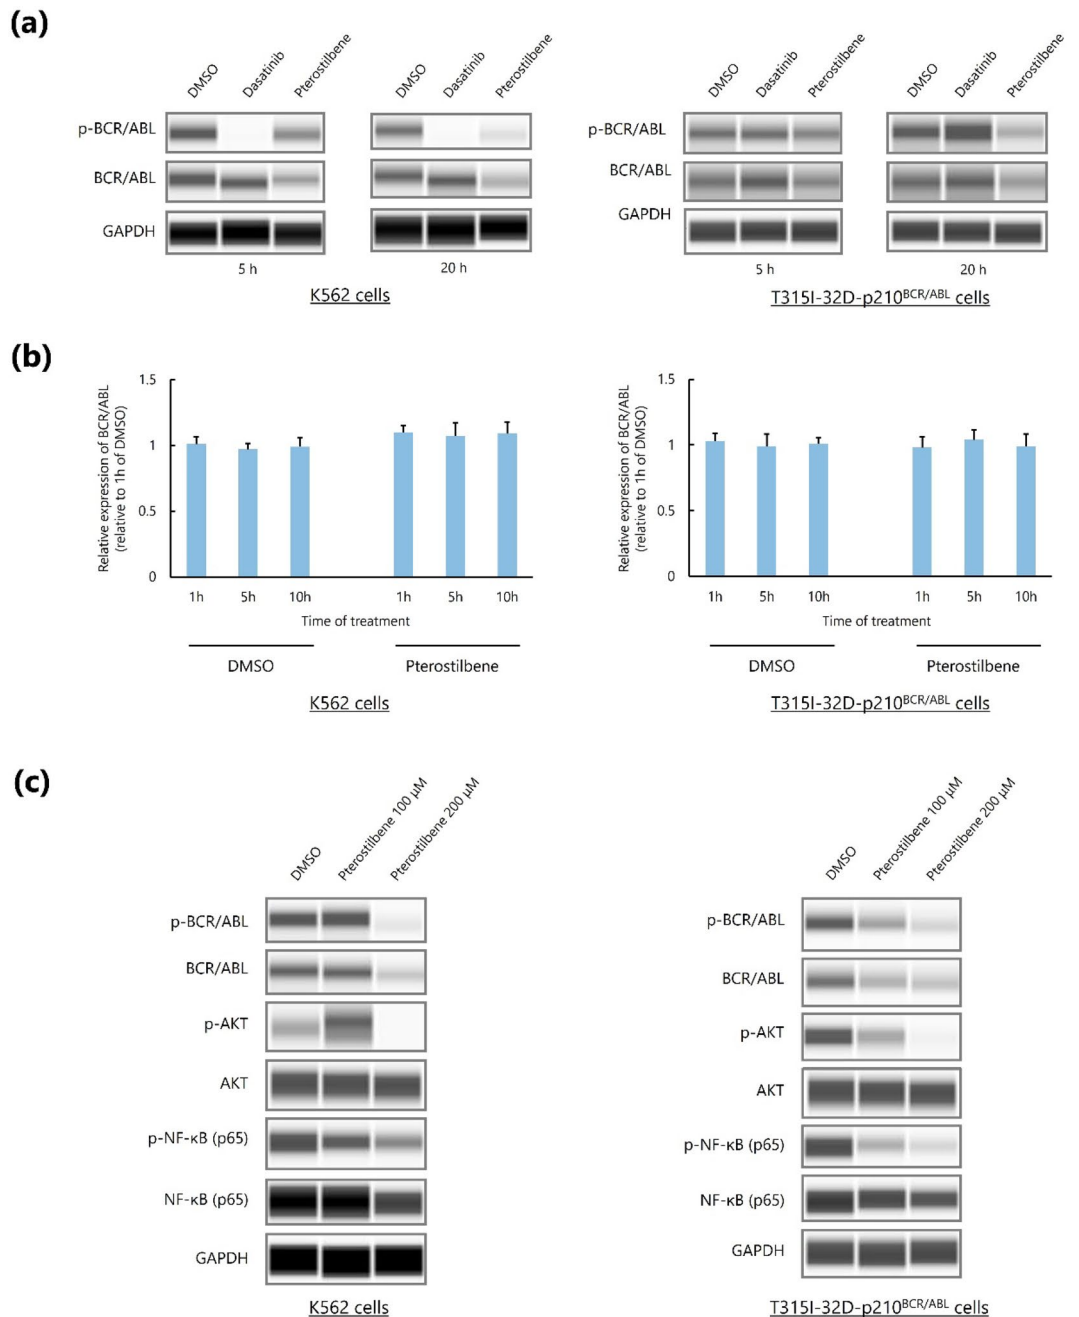 (a)
DMSO Dasatinib Pterostilbene DMSO Dasatinib Pterostilbene DMSO Dasatinib Pterostilbene DMSO Dasatinib Pterostilbene
p-BCR/ABL p-BCR/ABL
BCR/ABL BCR/ABL
GAPDH GAPDH
5 h 20 h 5 h 20 h
K562 cells T315I-32D-p210BCR/ABL cells
(b)
Relative expression of BCR/ABL
(relative to 1h of DMSO)
1.5
1
0.5
0
1h 5h 10h 1h 5h 10h
Time of treatment
DMSO Pterostilbene
K562 cells
Relative expression of BCR/ABL
(relative to 1h of DMSO)
1.5
1
0.5
0
1h 5h 10h 1h 5h 10h
Time of treatment
DMSO Pterostilbene
T315I-32D-p210BCR/ABL cells
(c)
DMSO Pterostilbene 100 μM Pterostilbene 200 μM
p-BCR/ABL
BCR/ABL
p-AKT
AKT
p-NF-κB (p65)
NF-κB (p65)
GAPDH
K562 cells
DMSO Pterostilbene 100 μM Pterostilbene 200 μM
p-BCR/ABL
BCR/ABL
p-AKT
AKT
p-NF-κB (p65)
NF-κB (p65)
GAPDH
T315I-32D-p210BCR/ABL cells